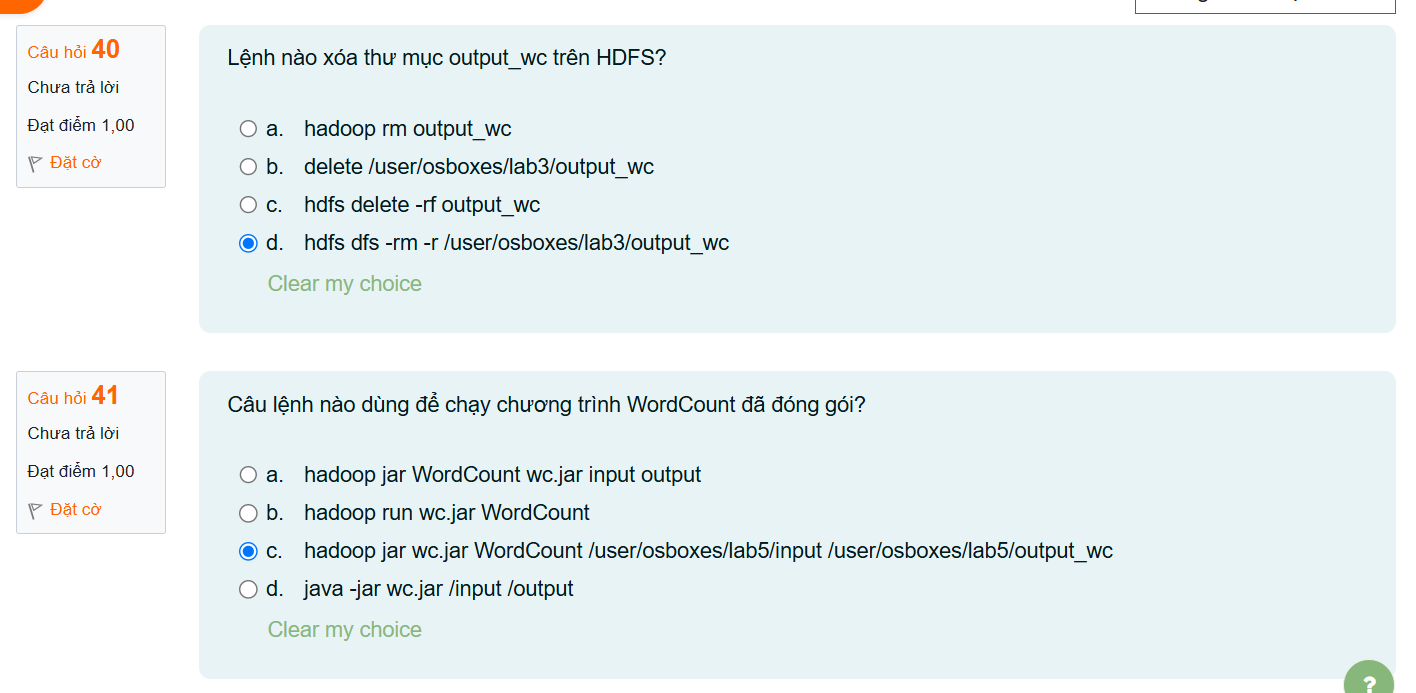 Câu hỏi 40
Chưa trả lời
Đạt điểm 1,00
Đặt cờ
Lệnh nào xóa thư mục output_wc trên HDFS?
a. hadoop rm output_wc
b. delete /user/osboxes/lab3/output_wc
c. hdfs delete -rf output_wc
d. hdfs dfs -rm -r /user/osboxes/lab3/output_wc
Clear my choice
Câu hỏi 41
Chưa trả lời
Đạt điểm 1,00
Đặt cờ
Câu lệnh nào dùng để chạy chương trình WordCount đã đóng gói?
a. hadoop jar WordCount wc.jar input output
b. hadoop run wc.jar WordCount
c. hadoop jar wc.jar WordCount /user/osboxes/lab5/input /user/osboxes/lab5/output_wc
d. java -jar wc.jar /input /output
Clear my choice
?